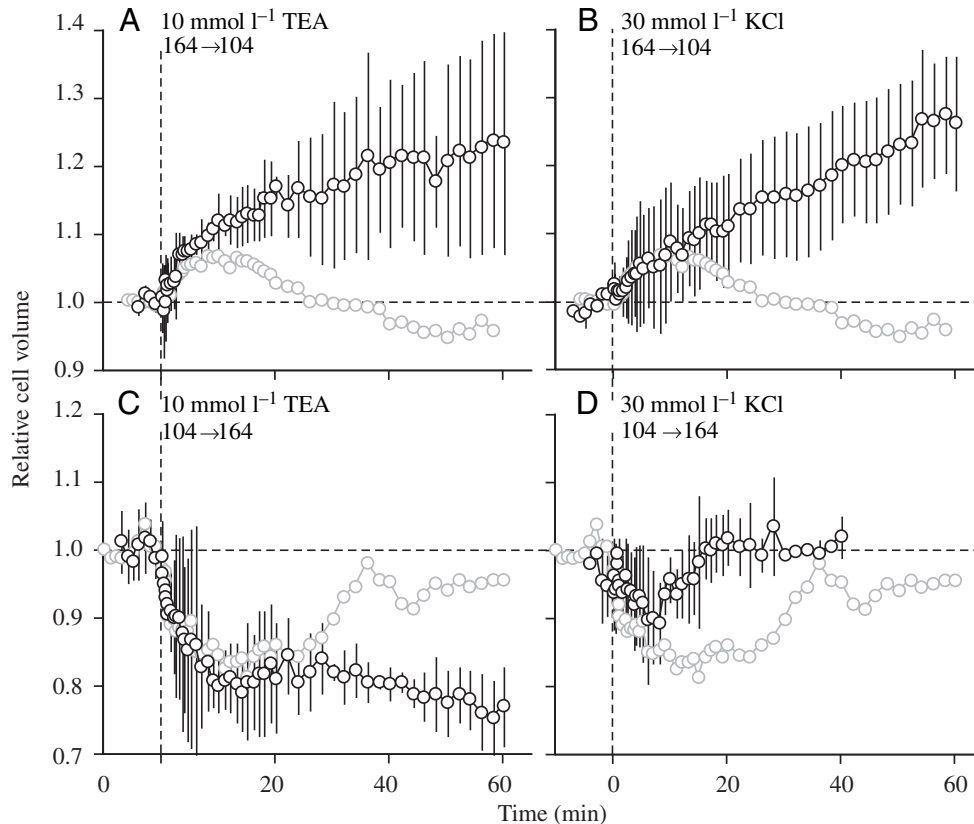 A
10 mmol l⁻¹ TEA
164→104
B
30 mmol l⁻¹ KCl
164→104
1.4
1.3
1.2
1.1
1.0
0.9
Relative cell volume
C
10 mmol l⁻¹ TEA
104→164
D
30 mmol l⁻¹ KCl
104→164
1.2
1.1
1.0
0.9
0.8
0.7
0
20
40
60
0
20
40
60
Time (min)